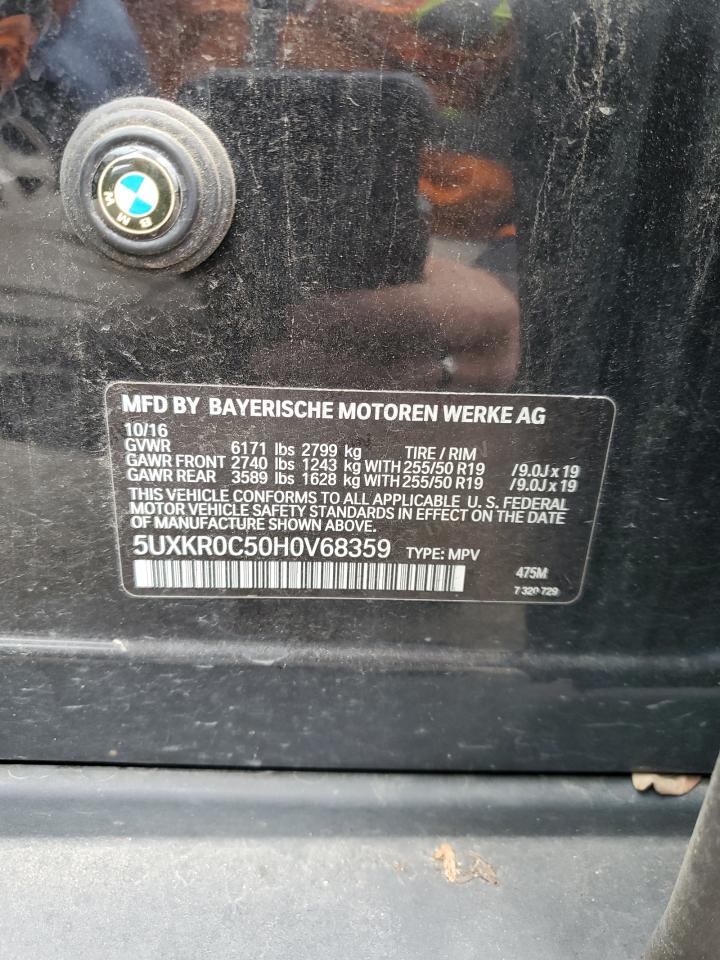 BMW
MFD BY BAYERISCHE MOTOREN WERKE AG
10/16
GVWR 6171 lbs 2799 kg TIRE / RIM
GAWR FRONT 2740 lbs 1243 kg WITH 255/50 R19 /9.0J x 19
GAWR REAR 3589 lbs 1628 kg WITH 255/50 R19 /9.0J x 19
THIS VEHICLE CONFORMS TO ALL APPLICABLE U. S. FEDERAL
MOTOR VEHICLE SAFETY STANDARDS IN EFFECT ON THE DATE
OF MANUFACTURE SHOWN ABOVE.
5UXKR0C50H0V68359 TYPE: MPV
475M
7 320 729